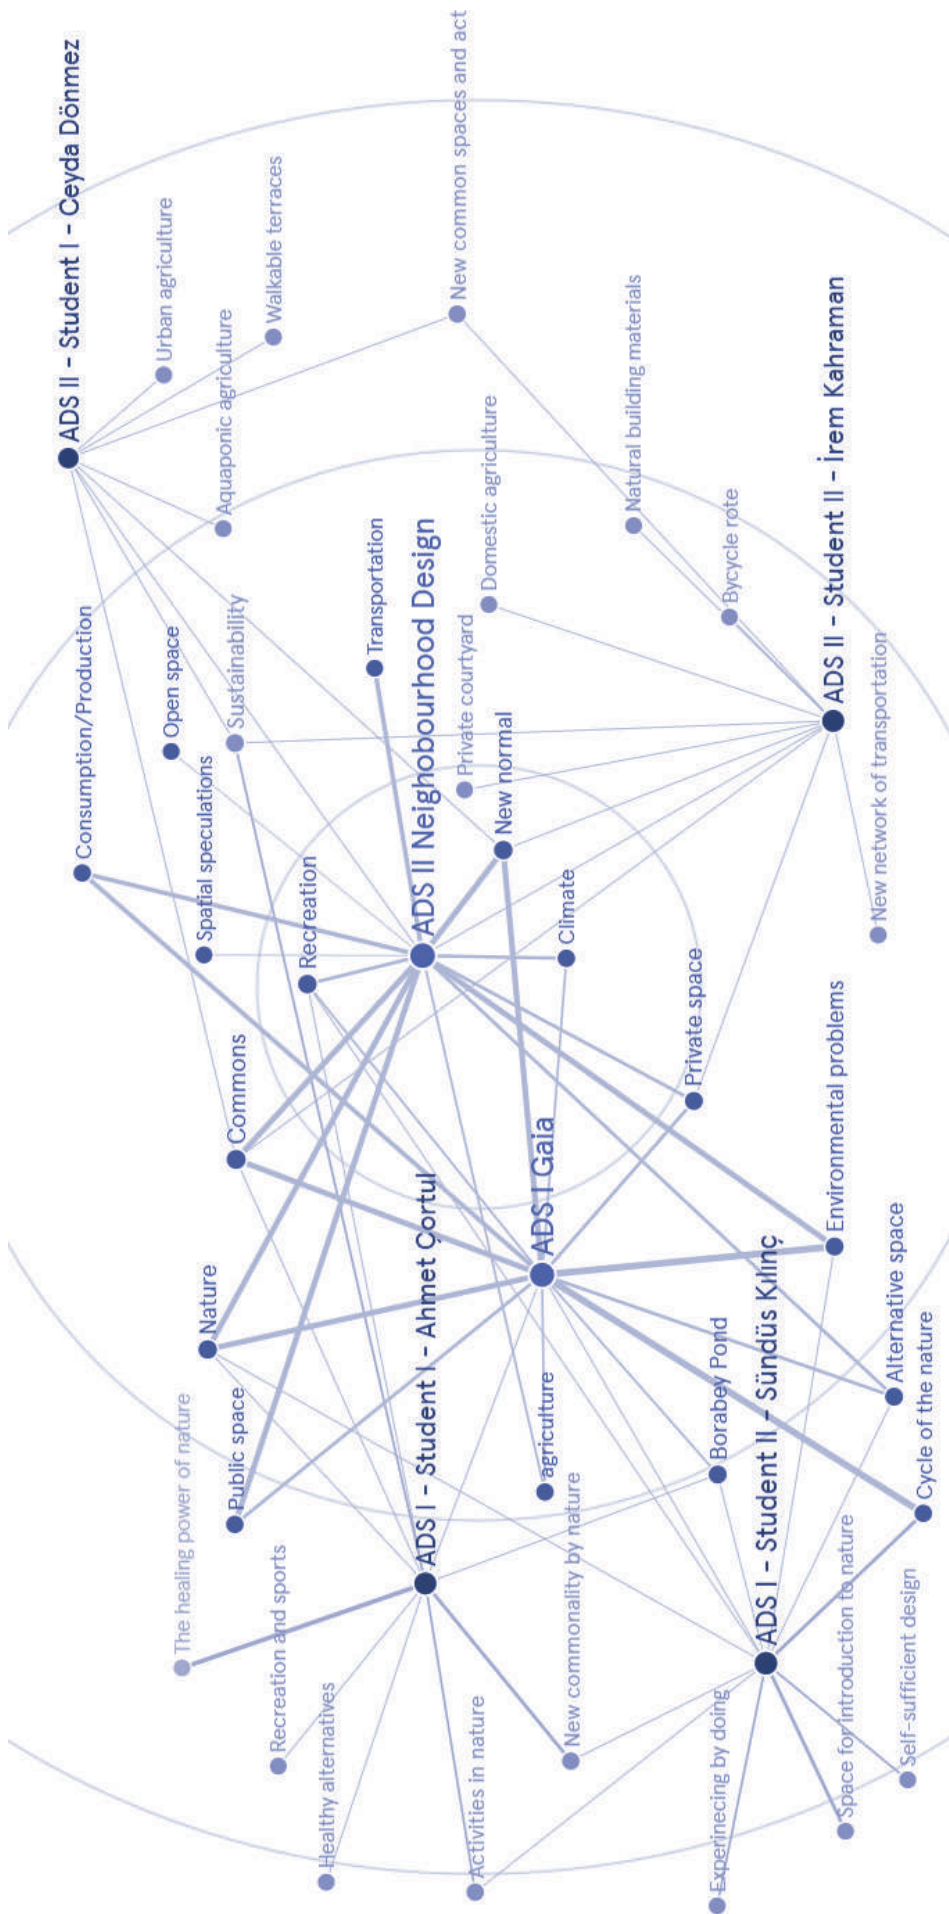 ADS II - Student I - Ceyda Dönmez
Urban agriculture
Walkable terraces
Aquaponic agriculture
New common spaces and act
Consumption/Production
Open space
Sustainability
Spatial speculations
Transportation
Recreation
ADS II Neighobourhood Design
Private courtyard
Domestic agriculture
Natural building materials
Bycycle rote
New normal
Climate
ADS II - Student II - İrem Kahraman
New network of transportation
Private space
Commons
Nature
Public space
The healing power of nature
ADS I Gaia
ADS I - Student I - Ahmet Çortul
agriculture
Environmental problems
Alternative space
Borabey Pond
Cycle of the nature
ADS I - Student II - Sündüs Kılınç
Recreation and sports
Healthy alternatives
Activities in nature
New commonality by nature
Experinecing by doing
Space for introduction to nature
Self-sufficient design